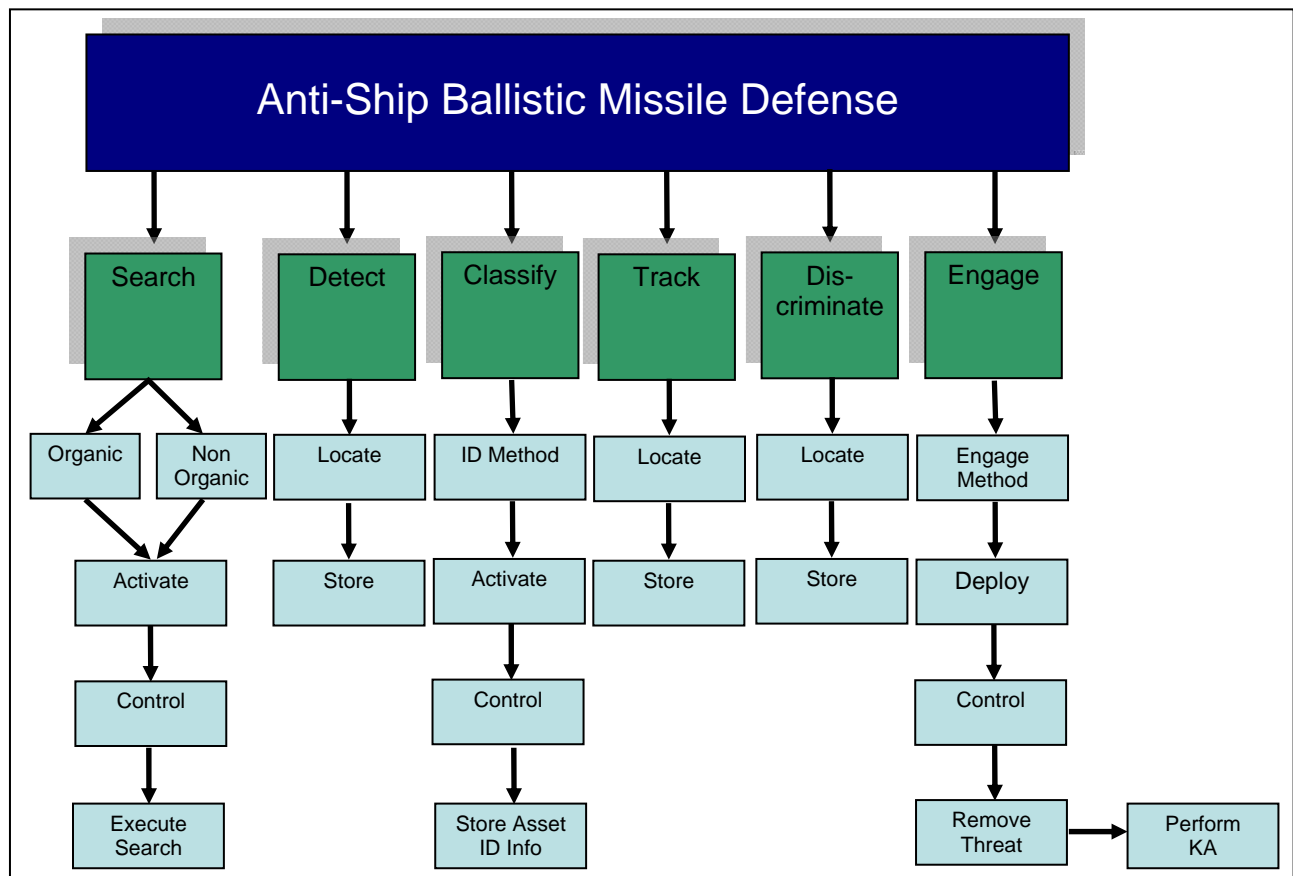 Anti-Ship Ballistic Missile Defense
Search
Detect
Classify
Track
Dis-
criminate
Engage
Organic
Non
Organic
Locate
ID Method
Locate
Locate
Engage
Method
Activate
Store
Activate
Store
Store
Deploy
Control
Control
Control
Execute
Search
Store Asset
ID Info
Remove
Threat
Perform
KA